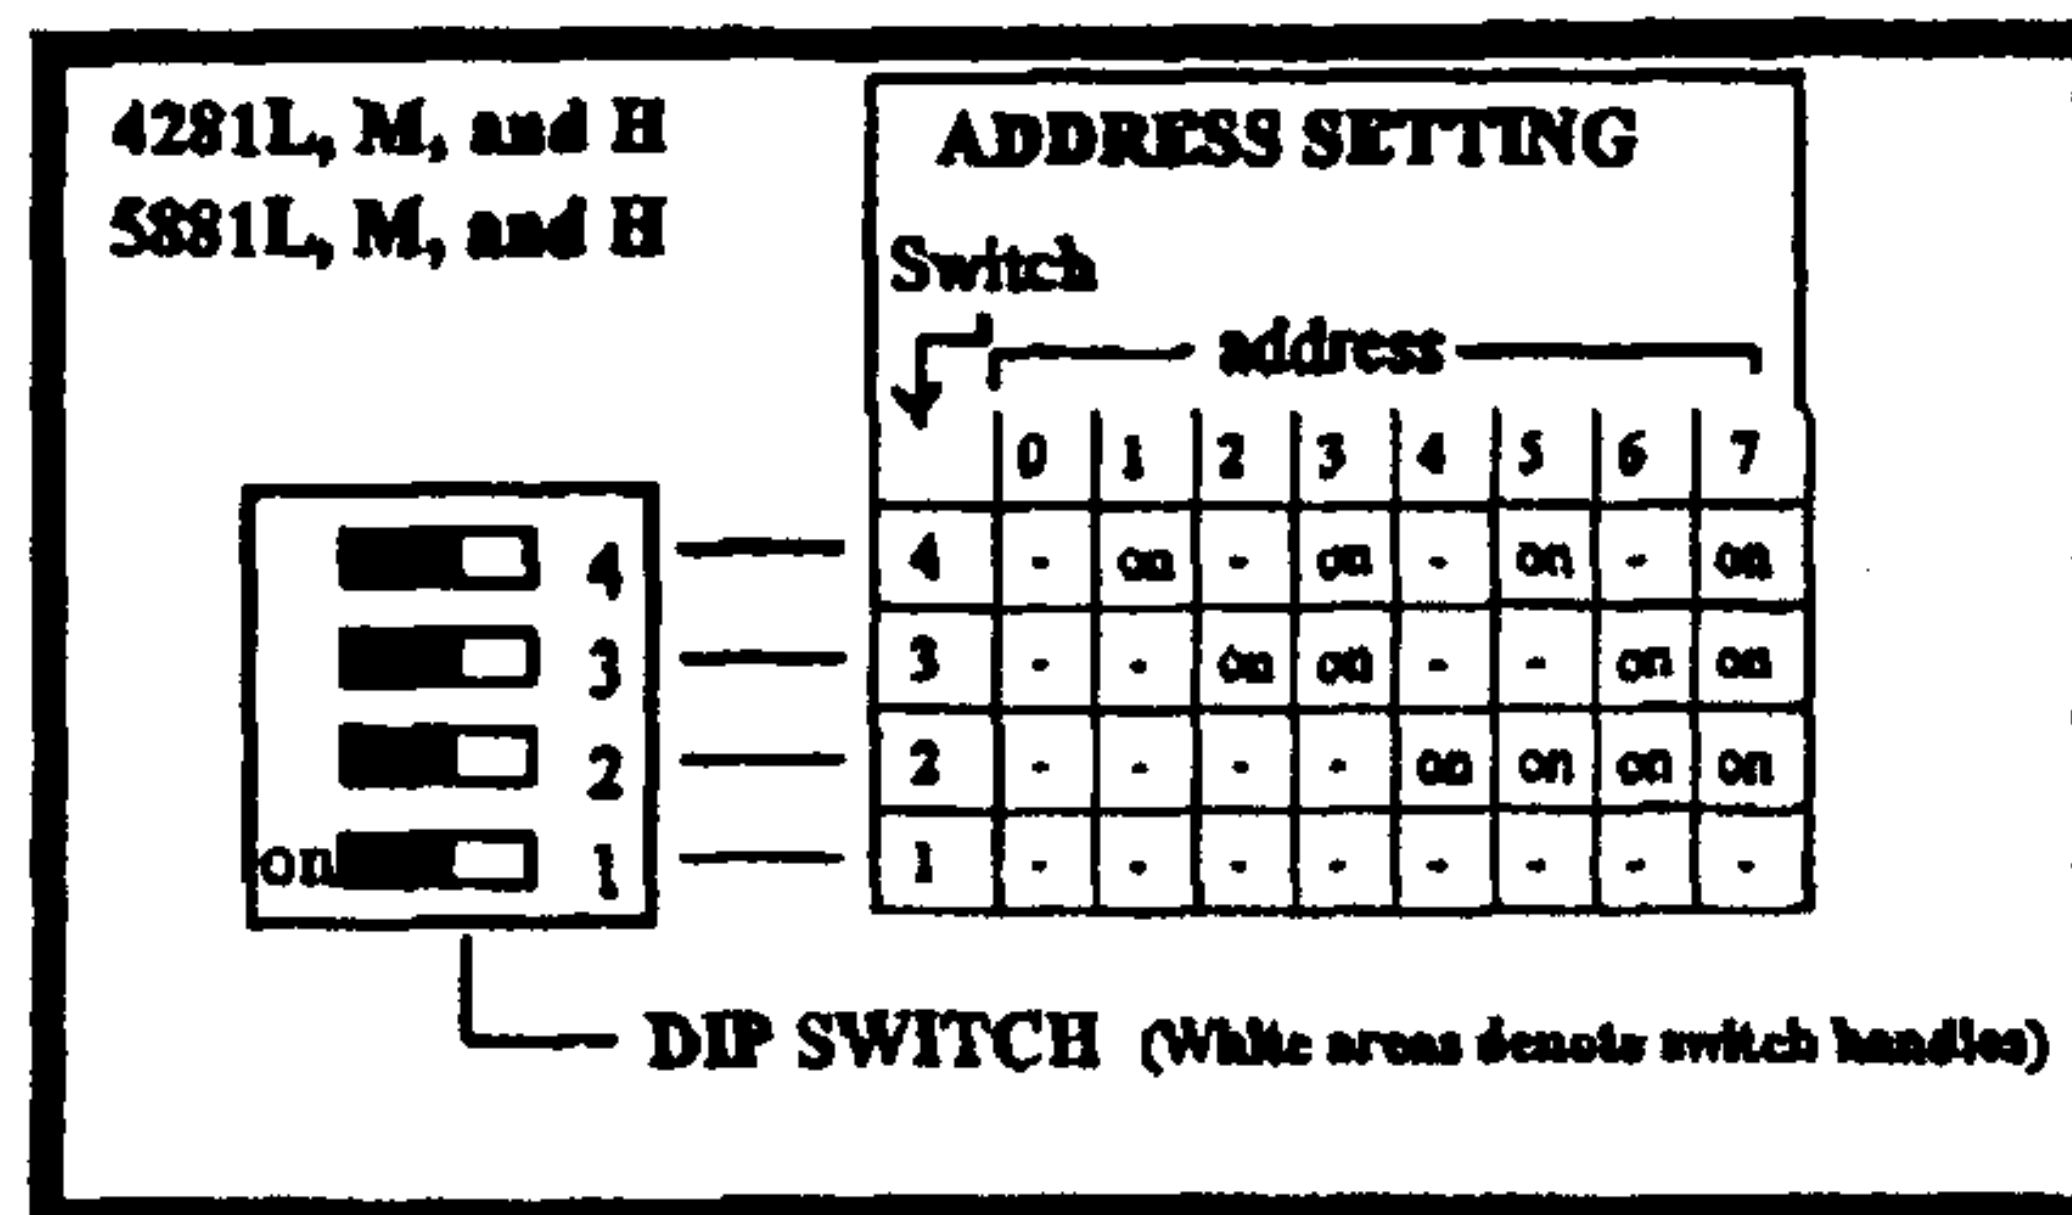 4281L, M, and H
5881L, M, and H
ADDRESS SETTING
Switch
address
0 1 2 3 4 5 6 7
4 - on - on - on - on
3 - - on on - - on on
2 - - - - on on on on
1 - - - - - - - -
4
3
2
on 1
DIP SWITCH (White areas denote switch handles)